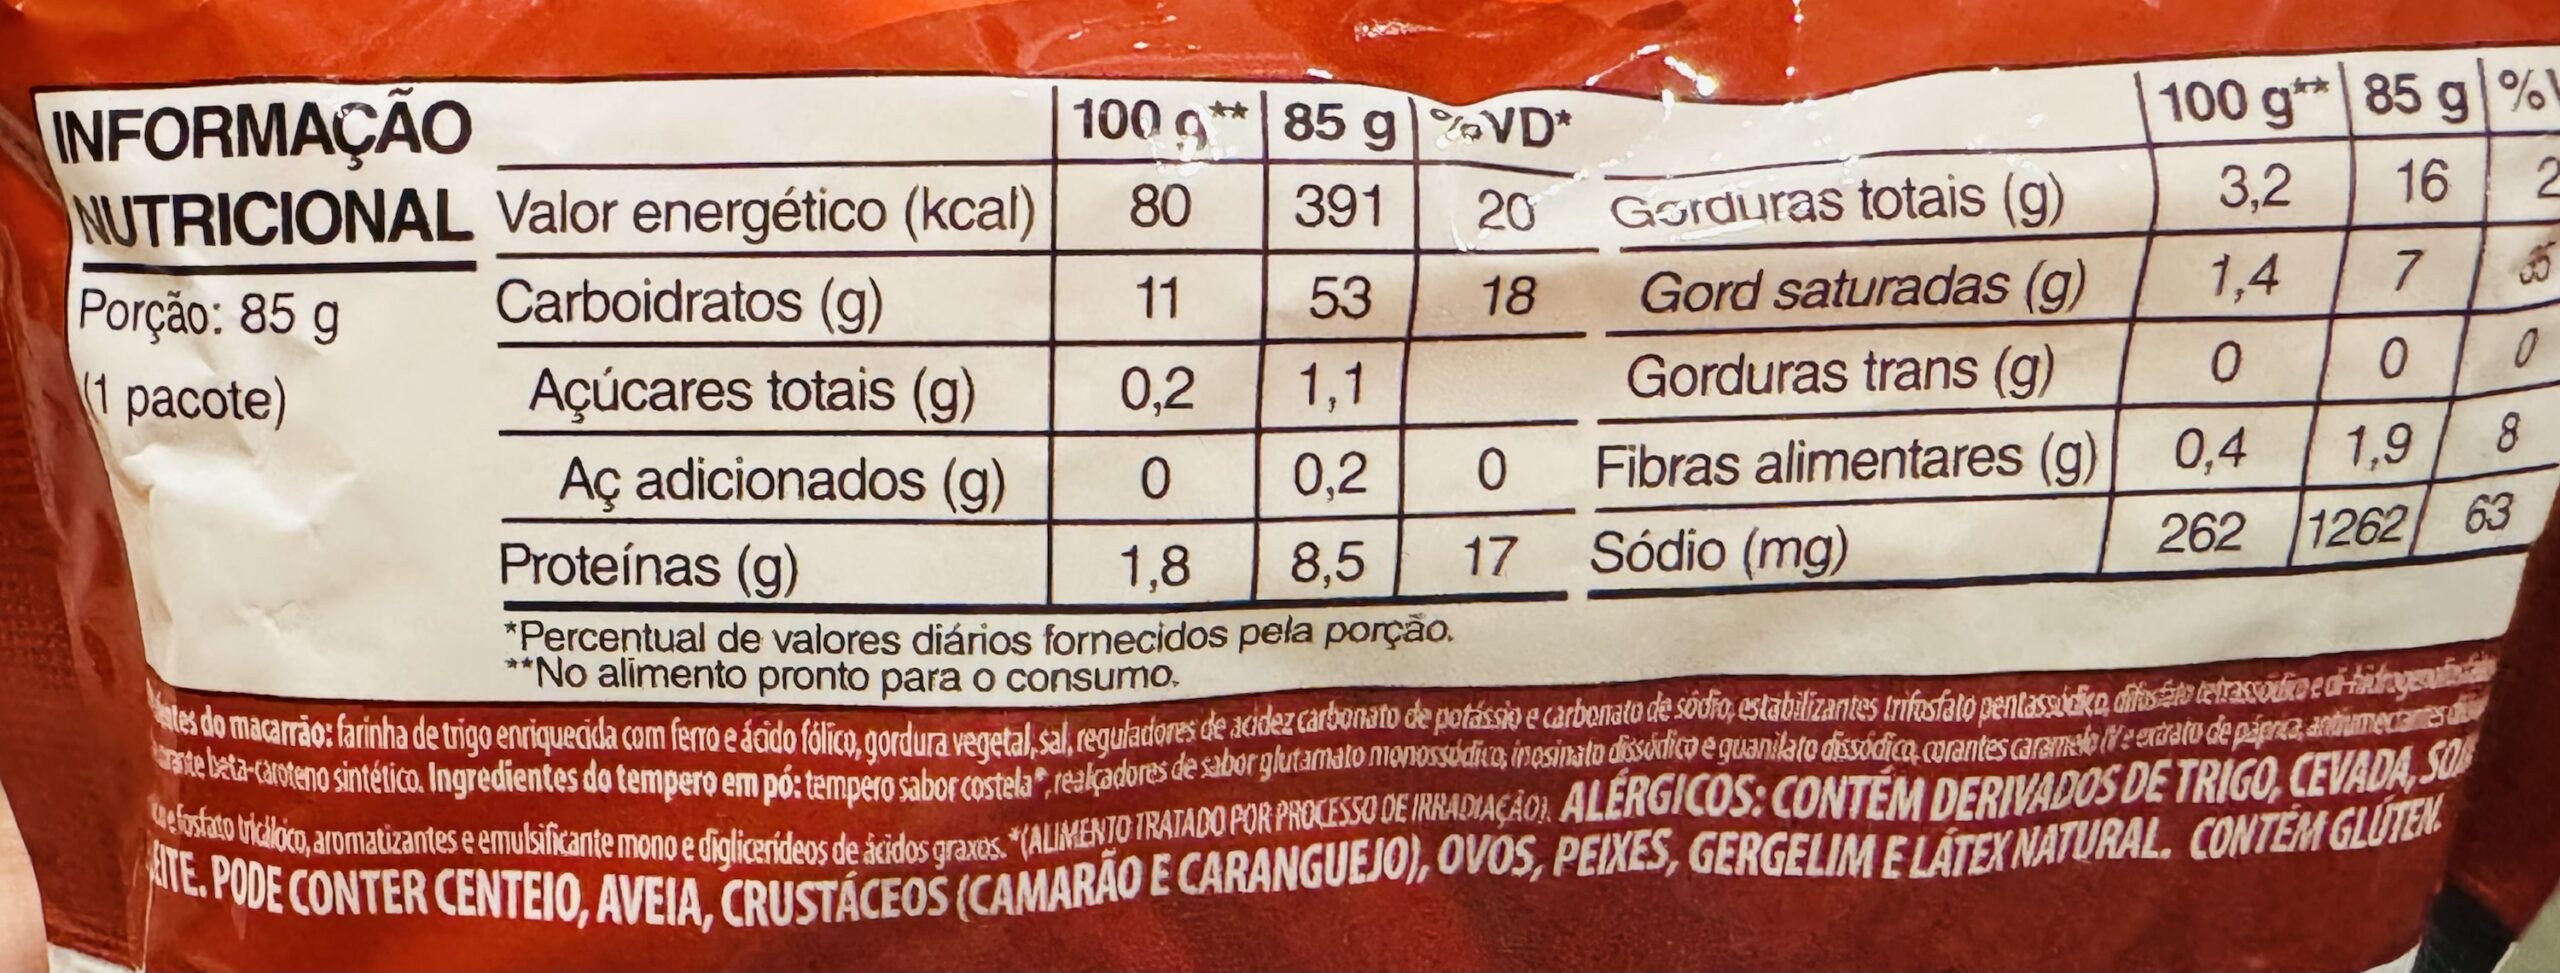 INFORMAÇÃO
NUTRICIONAL
Porção: 85 g
(1 pacote)
100 g** 85 g %VD*
Valor energético (kcal) 80 391 20
Carboidratos (g) 11 53 18
Açúcares totais (g) 0,2 1,1
Aç adicionados (g) 0 0,2 0
Proteínas (g) 1,8 8,5 17
100 g** 85 g %
Gorduras totais (g) 3,2 16 2
Gord saturadas (g) 1,4 7 35
Gorduras trans (g) 0 0 0
Fibras alimentares (g) 0,4 1,9 8
Sódio (mg) 262 1262 63
*Percentual de valores diários fornecidos pela porção.
**No alimento pronto para o consumo.
do macarrão: farinha de trigo enriquecida com ferro e ácido fólico, gordura vegetal, sal, reguladores de acidez carbonato de potássio e carbonato de sódio, estabilizantes trifosfato pentassódico,
beta-caroteno sintético. Ingredientes do tempero em pó: tempero sabor costela*, realçadores de sabor glutamato monossódico, inosinato dissódico e guanilato dissódico, corantes caramelo IV e extrato de páprica,
e fosfato tricálcico, aromatizantes e emulsificante mono e diglicerídeos de ácidos graxos. *(ALIMENTO TRATADO POR PROCESSO DE IRRADIAÇÃO). ALÉRGICOS: CONTÉM DERIVADOS DE TRIGO, CEVADA,
EITE. PODE CONTER CENTEIO, AVEIA, CRUSTÁCEOS (CAMARÃO E CARANGUEJO), OVOS, PEIXES, GERGELIM E LÁTEX NATURAL. CONTÉM GLÚTEN.